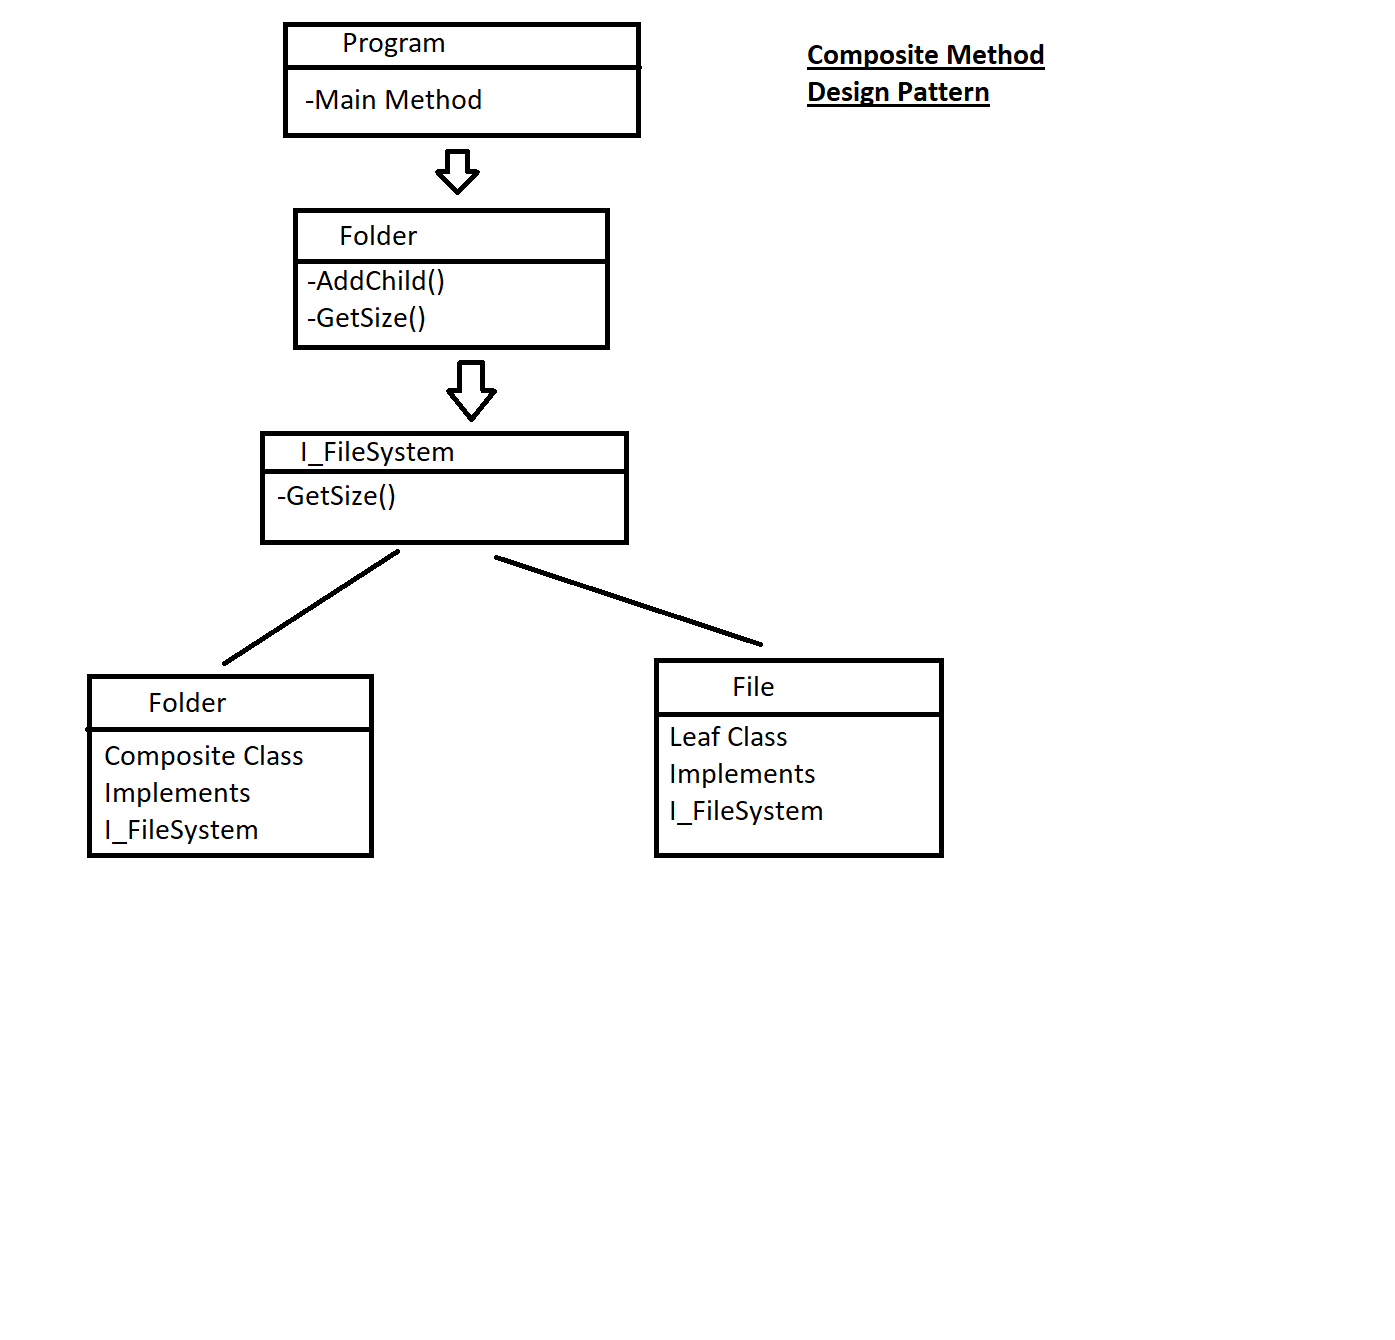 Composite Method
Design Pattern
Program
-Main Method
Folder
-AddChild()
-GetSize()
I_FileSystem
-GetSize()
Folder
Composite Class
Implements
I_FileSystem
File
Leaf Class
Implements
I_FileSystem